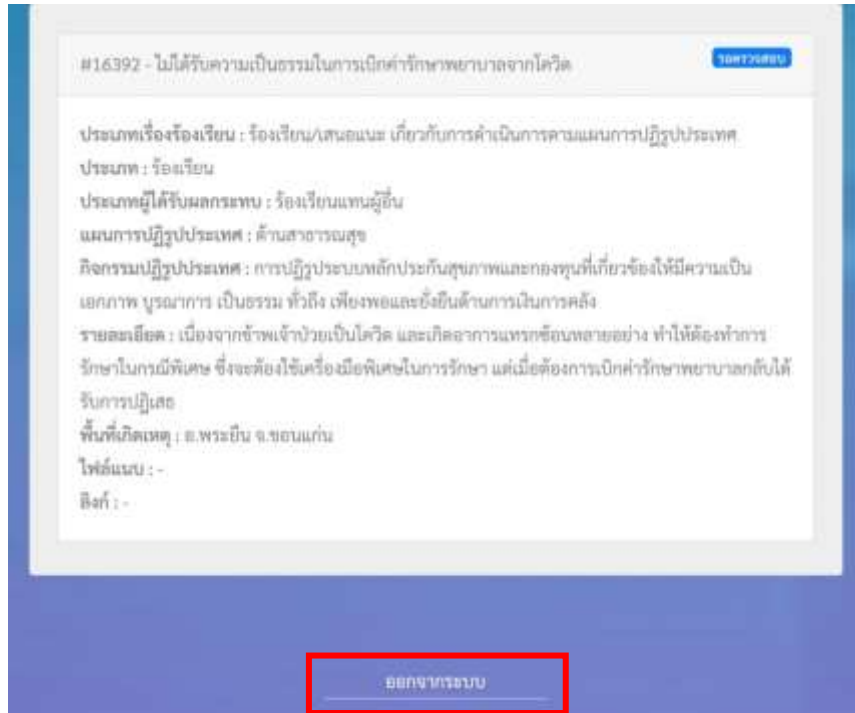 #16392 - ไม่ได้รับความเป็นธรรมในการเบิกค่ารักษาพยาบาลจากโควิด
รอตรวจสอบ
ประเภทเรื่องร้องเรียน : ร้องเรียน/เสนอแนะ เกี่ยวกับการดำเนินการตามแผนการปฏิรูปประเทศ
ประเภท : ร้องเรียน
ประเภทผู้ได้รับผลกระทบ : ร้องเรียนแทนผู้อื่น
แผนการปฏิรูปประเทศ : ด้านสาธารณสุข
กิจกรรมปฏิรูปประเทศ : การปฏิรูประบบหลักประกันสุขภาพและกองทุนที่เกี่ยวข้องให้มีความเป็น
เอกภาพ บูรณาการ เป็นธรรม ทั่วถึง เพียงพอและยั่งยืนด้านการเงินการคลัง
รายละเอียด : เนื่องจากข้าพเจ้าป่วยเป็นโควิด และเกิดอาการแทรกซ้อนหลายอย่าง ทำให้ต้องทำการ
รักษาในกรณีพิเศษ ซึ่งจะต้องใช้เครื่องมือพิเศษในการรักษา แต่เมื่อต้องการเบิกค่ารักษาพยาบาลกลับได้
รับการปฏิเสธ
พื้นที่เกิดเหตุ : อ.พระยืน จ.ขอนแก่น
ไฟล์แนบ : -
ลิงก์ : -
ออกจากระบบ